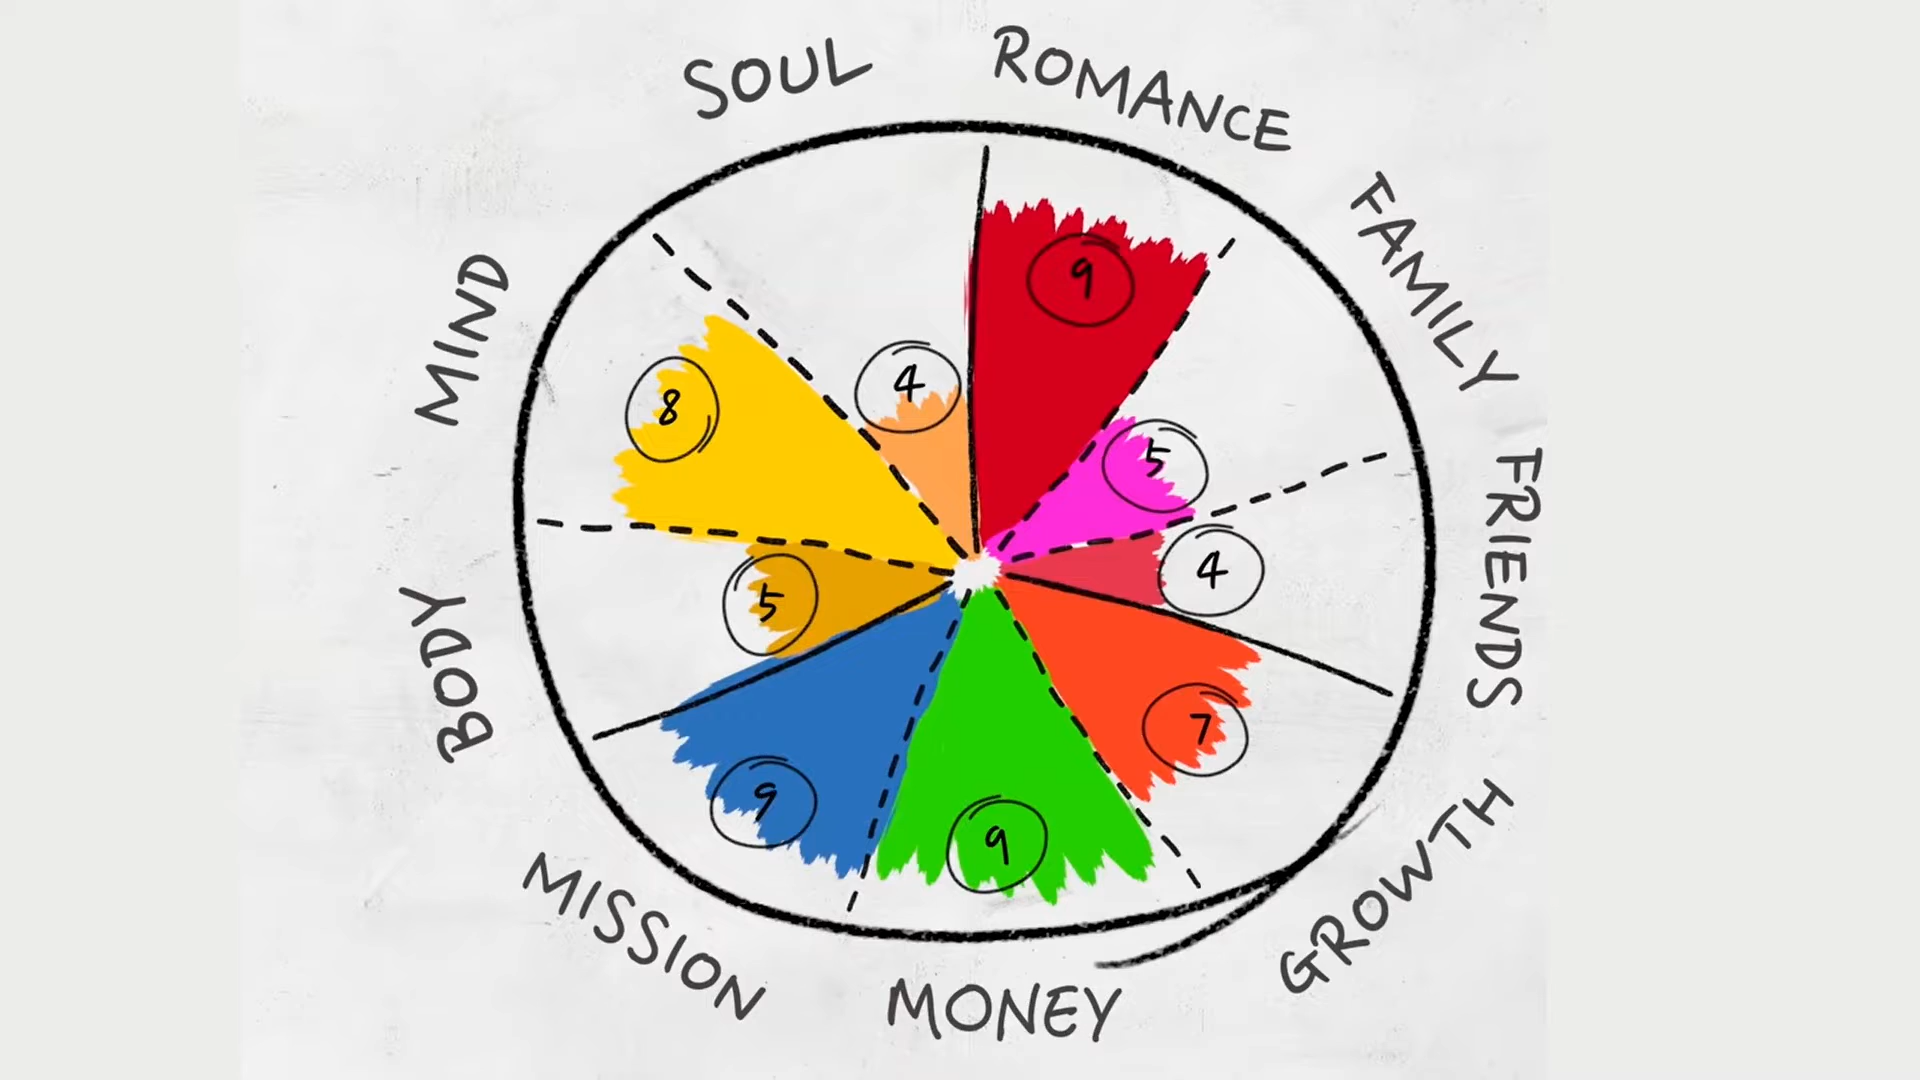 SOUL
ROMANCE
FAMILY
FRIENDS
GROWTH
MONEY
MISSION
BODY
MIND
9
5
4
7
9
9
5
8
4